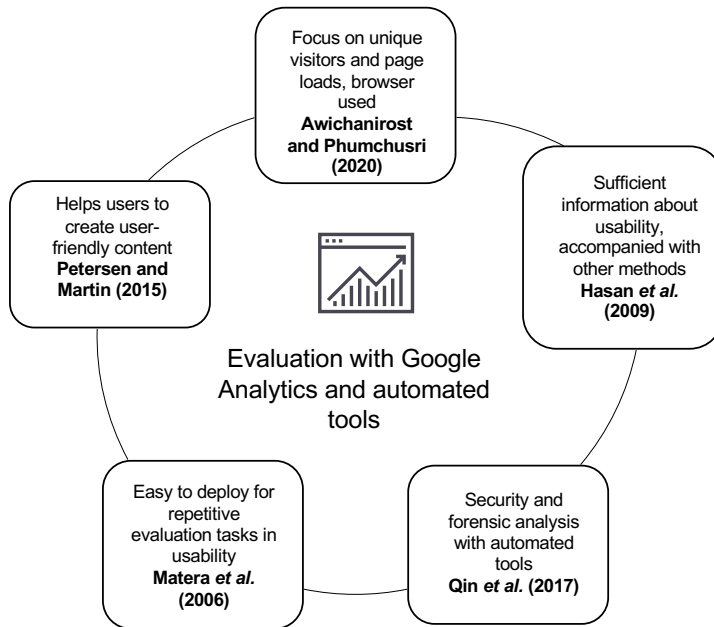 Focus on unique
visitors and page
loads, browser
used
Awichanirost
and Phumchusri
(2020)
Helps users to
create user-
friendly content
Petersen and
Martin (2015)
Sufficient
information about
usability,
accompanied with
other methods
Hasan et al.
(2009)
Evaluation with Google
Analytics and automated
tools
Easy to deploy for
repetitive
evaluation tasks in
usability
Matera et al.
(2006)
Security and
forensic analysis
with automated
tools
Qin et al. (2017)